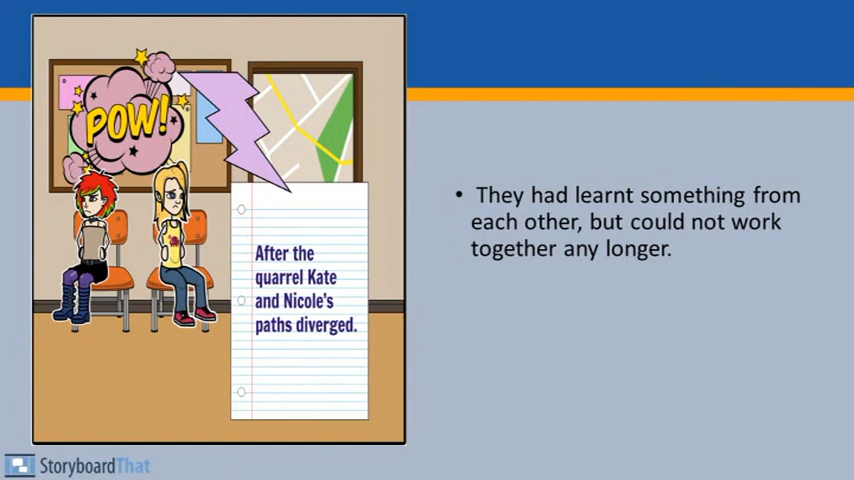 POW!
After the
quarrel Kate
and Nicole's
paths diverged.
• They had learnt something from
each other, but could not work
together any longer.
StoryboardThat